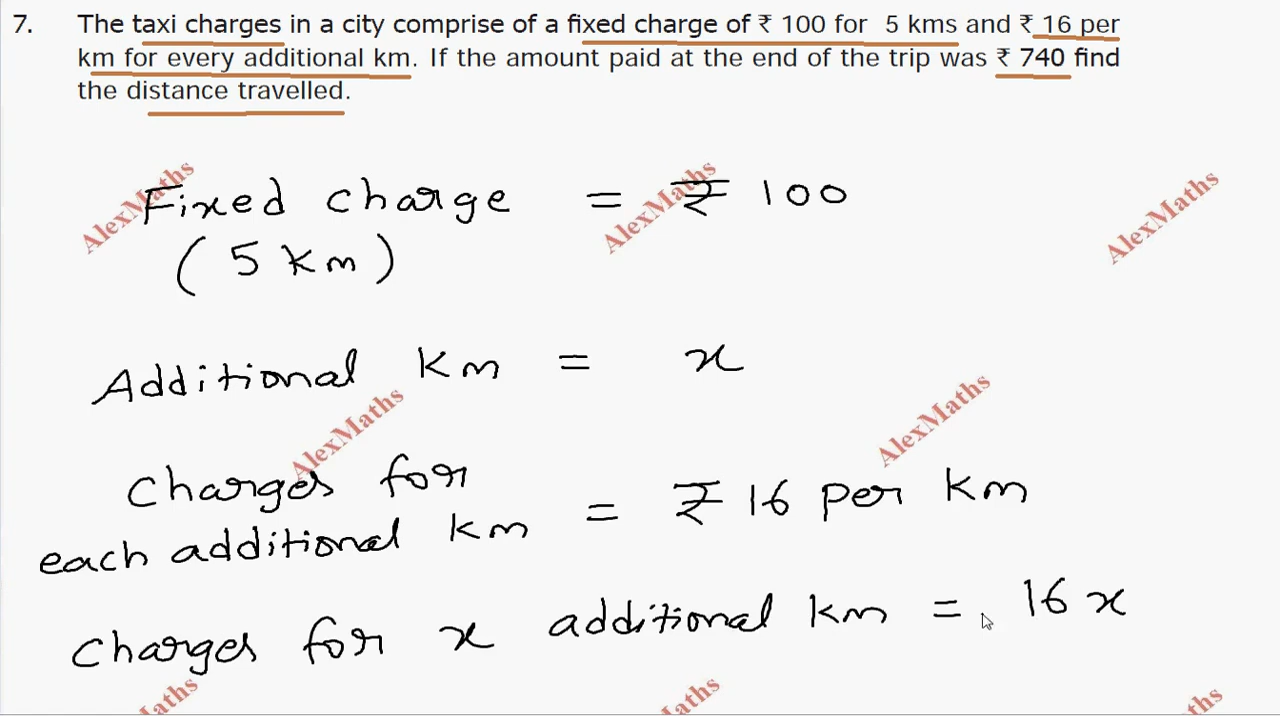 7. The taxi charges in a city comprise of a fixed charge of ₹ 100 for 5 kms and ₹ 16 per
km for every additional km. If the amount paid at the end of the trip was ₹ 740 find
the distance travelled.
AlexMaths AlexMaths AlexMaths
Fixed charge = ₹ 100
(5 km)
Additional km = x
AlexMaths AlexMaths
Charges for
each additional km = ₹ 16 per km
Charges for x additional km = 16x
Maths Maths ths